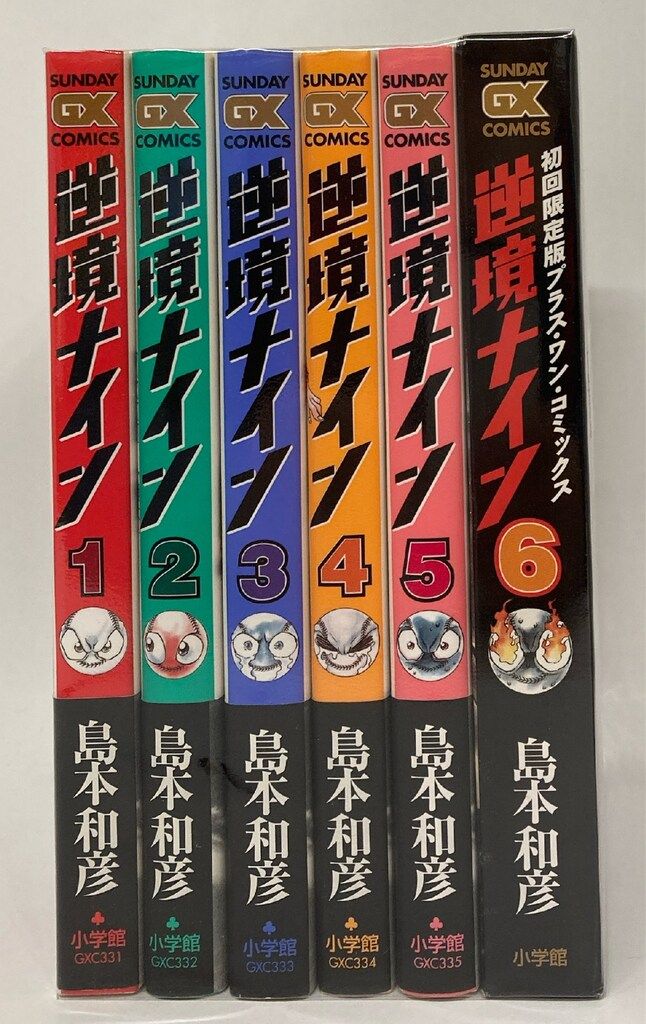 SUNDAY
GX
COMICS
逆境ナイン
1
島本和彦
小学館
GXC331
SUNDAY
GX
COMICS
逆境ナイン
2
島本和彦
小学館
GXC332
SUNDAY
GX
COMICS
逆境ナイン
3
島本和彦
小学館
GXC333
SUNDAY
GX
COMICS
逆境ナイン
4
島本和彦
小学館
GXC334
SUNDAY
GX
COMICS
逆境ナイン
5
島本和彦
小学館
GXC335
SUNDAY
GX
COMICS
初回限定版プラス・ワン・コミックス
逆境ナイン
6
島本和彦
小学館